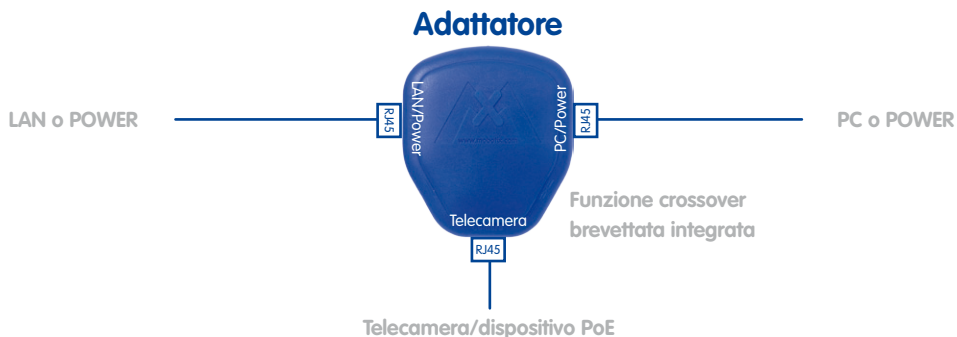 Adattatore
LAN o POWER
RJ45
LAN/Power
PC/Power
RJ45
PC o POWER
Funzione crossover
brevettata integrata
Telecamera
RJ45
Telecamera/dispositivo PoE